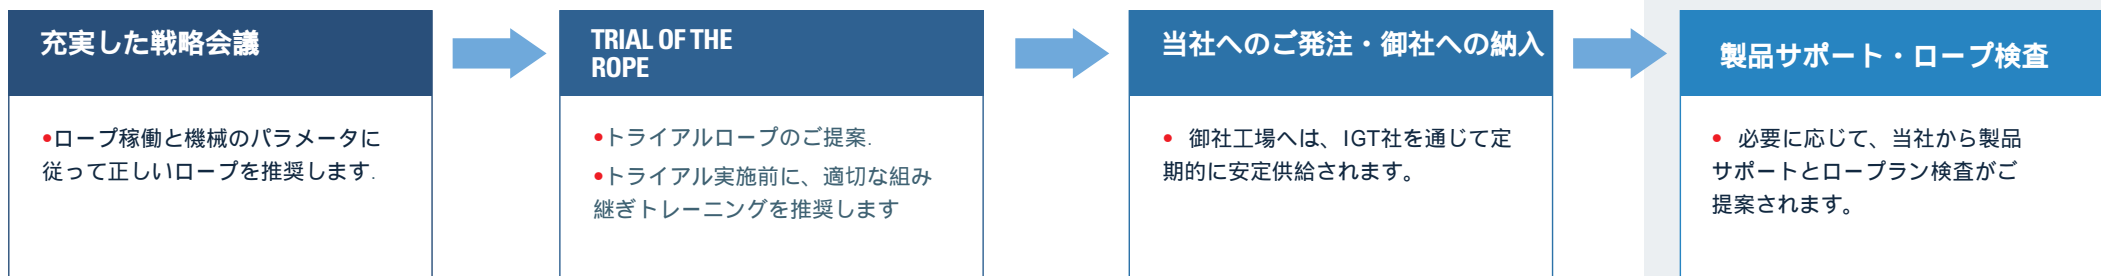 充実した戦略会議
•ロープ稼働と機械のパラメータに
従って正しいロープを推奨します.
TRIAL OF THE
ROPE
•トライアルロープのご提案.
•トライアル実施前に、適切な組み
継ぎトレーニングを推奨します
当社へのご発注・御社への納入
• 御社工場へは、IGT社を通じて定
期的に安定供給されます。
製品サポート・ロープ検査
• 必要に応じて、当社から製品
サポートとロープラン検査がご
提案されます。